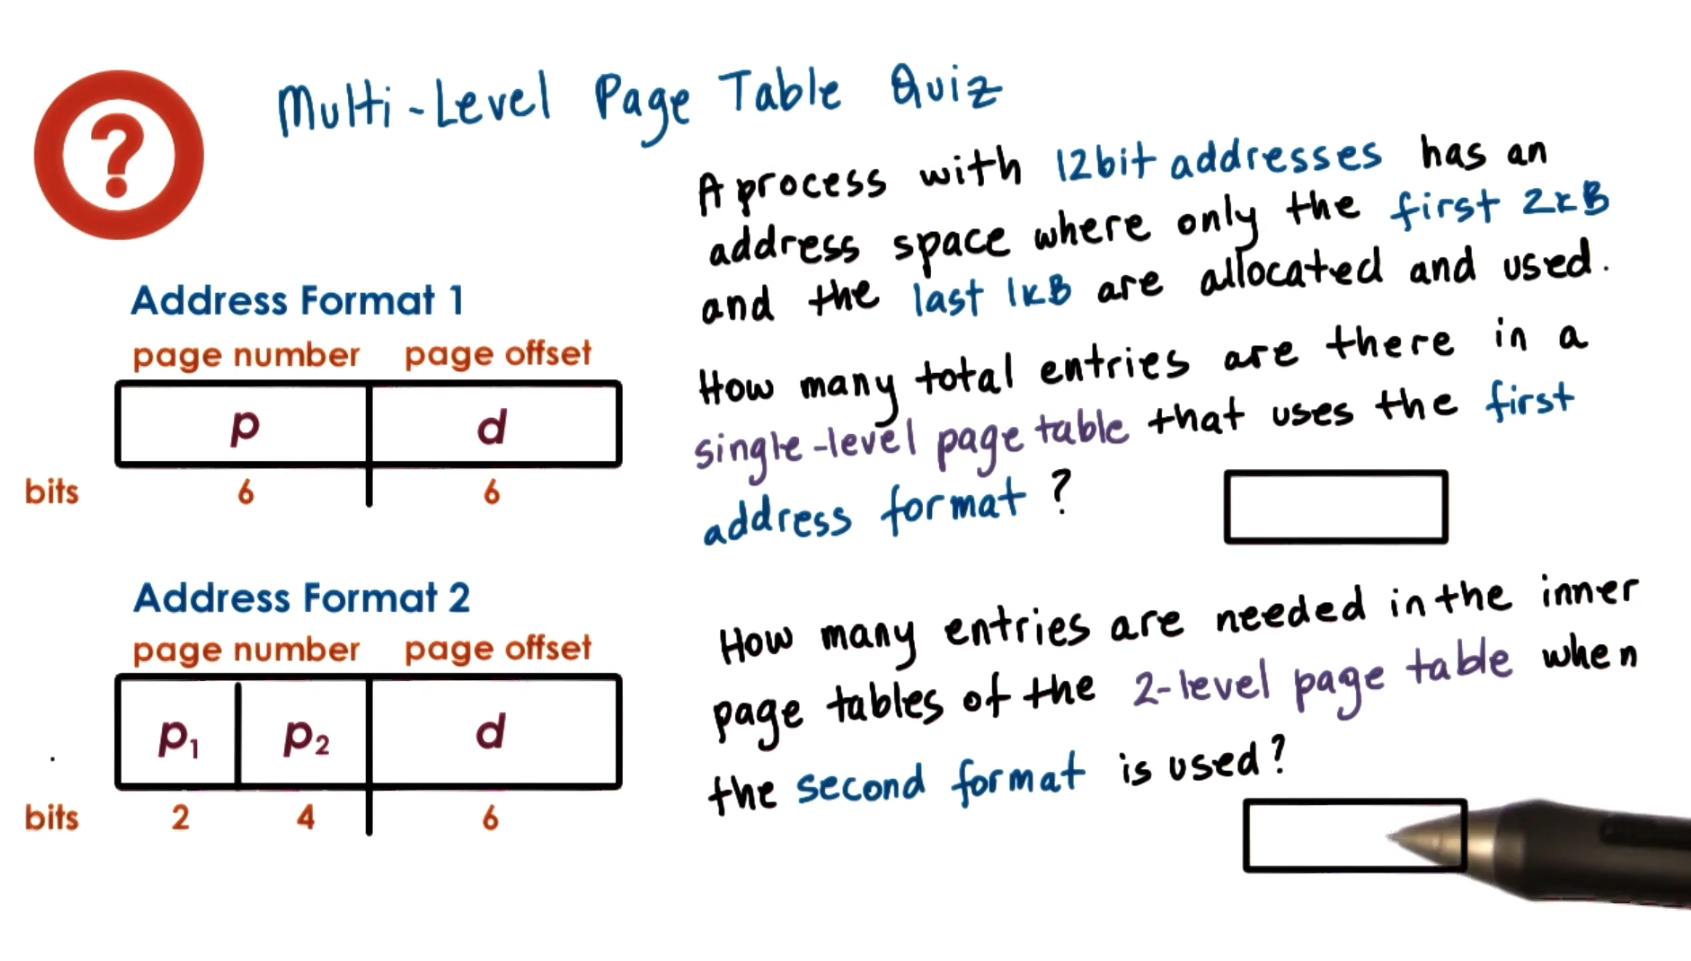 Multi-Level Page Table Quiz
A process with 12bit addresses has an
address space where only the first 2kB
and the last 1kB are allocated and used.
How many total entries are there in a
single-level page table that uses the first
address format?
How many entries are needed in the inner
page tables of the 2-level page table when
the second format is used?
Address Format 1
page number page offset
p d
bits 6 6
Address Format 2
page number page offset
p1 p2 d
bits 2 4 6